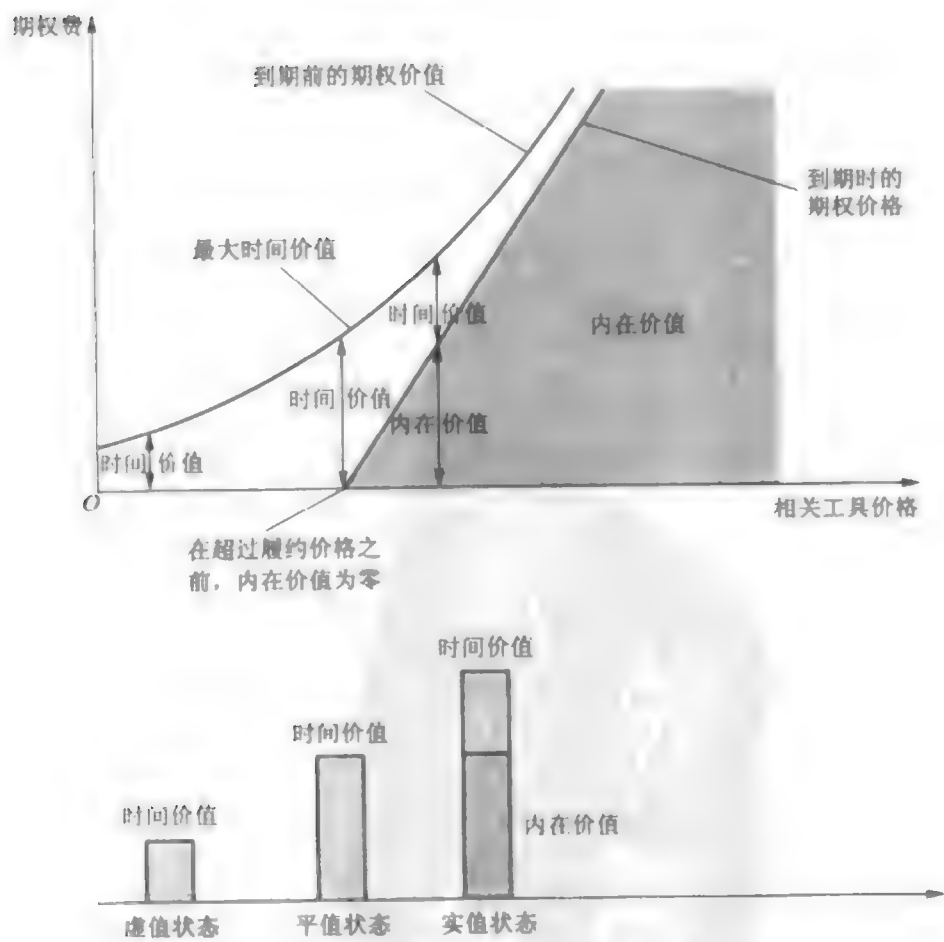 期权费
到期前的期权价值
到期时的
期权价格
最大时间价值
时间价值
内在价值
时间价值
内在价值
时间价值
O
相关工具价格
在超过履约价格之
前，内在价值为零
时间价值
时间价值
时间价值
内在价值
虚值状态
平值状态
实值状态